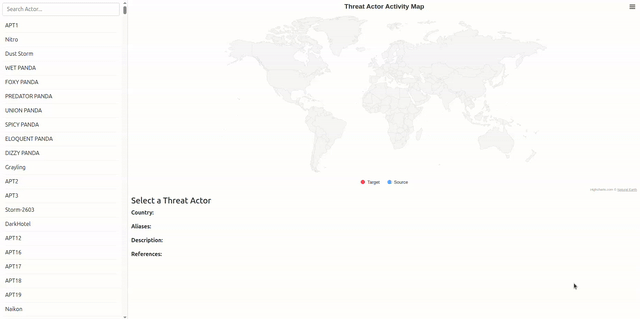 Search Actor...
APT1
Nitro
Dust Storm
WET PANDA
FOXY PANDA
PREDATOR PANDA
UNION PANDA
SPICY PANDA
ELOQUENT PANDA
DIZZY PANDA
Grayling
APT2
APT3
Storm-2603
DarkHotel
APT12
APT16
APT17
APT18
APT19
Naikon
Threat Actor Activity Map
Target
Source
Select a Threat Actor
Country:
Aliases:
Description:
References: